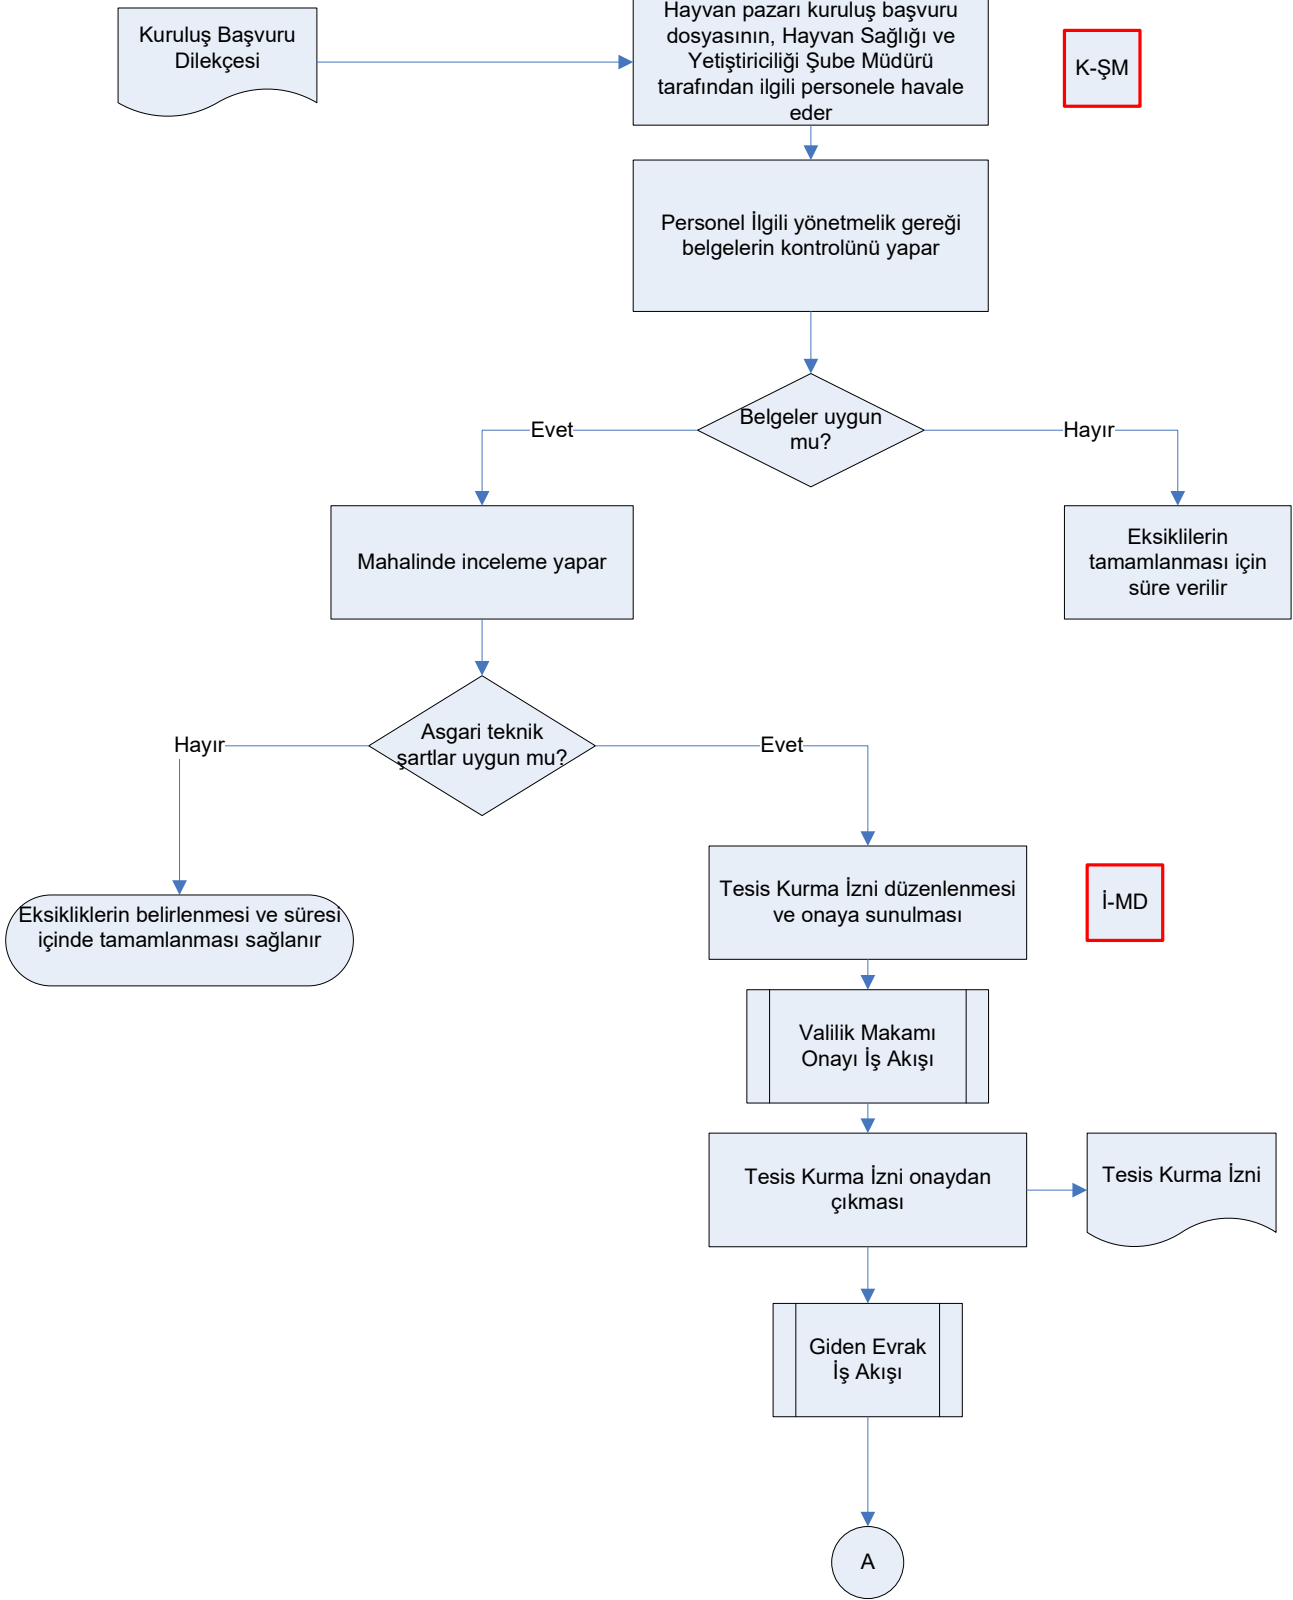 Kuruluş Başvuru
Dilekçesi
Hayvan pazarı kuruluş başvuru
dosyasının, Hayvan Sağlığı ve
Yetiştiriciliği Şube Müdürü
tarafından ilgili personele havale
eder
K-ŞM
Personel İlgili yönetmelik gereği
belgelerin kontrolünü yapar
Belgeler uygun
mu?
Evet
Hayır
Mahalinde inceleme yapar
Eksiklilerin
tamamlanması için
süre verilir
Asgari teknik
şartlar uygun mu?
Hayır
Evet
Eksikliklerin belirlenmesi ve süresi
içinde tamamlanması sağlanır
Tesis Kurma İzni düzenlenmesi
ve onaya sunulması
İ-MD
Valilik Makamı
Onayı İş Akışı
Tesis Kurma İzni onaydan
çıkması
Tesis Kurma İzni
Giden Evrak
İş Akışı
A